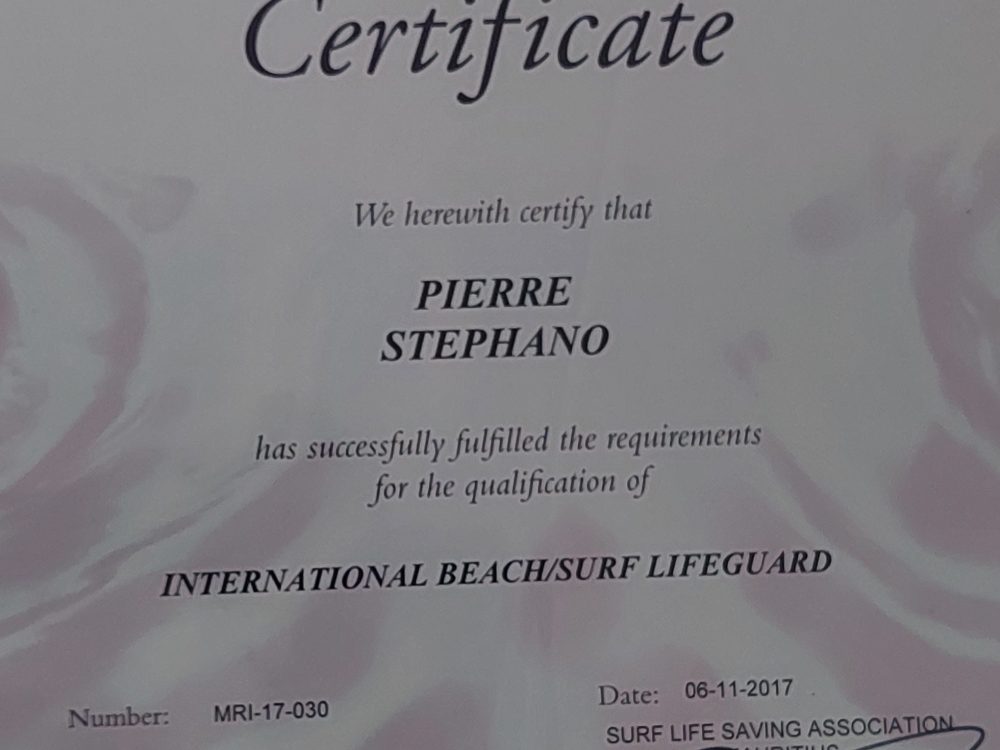 Certificate
We herewith certify that
PIERRE
STEPHANO
has successfully fulfilled the requirements
for the qualification of
INTERNATIONAL BEACH/SURF LIFEGUARD
Number: MRI-17-030
Date: 06-11-2017
SURF LIFE SAVING ASSOCIATION